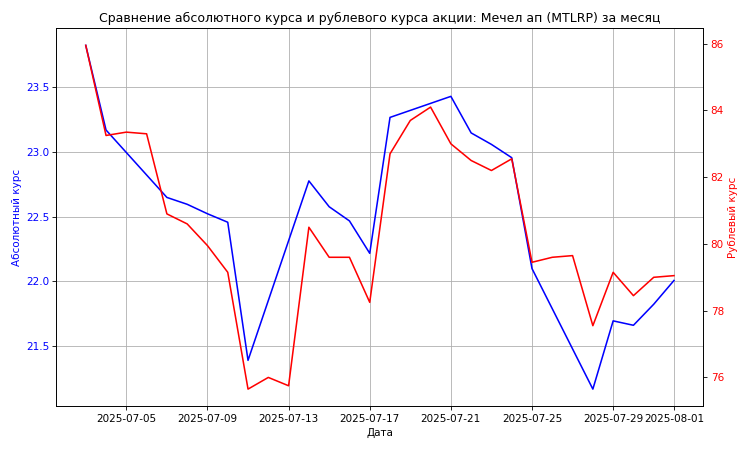 Сравнение абсолютного курса и рублевого курса акции: Мечел ап (MTLRP) за месяц
Абсолютный курс
23.5
23.0
22.5
22.0
21.5
86
84
82
80
78
76
Рублевый курс
2025-07-05 2025-07-09 2025-07-13 2025-07-17 2025-07-21 2025-07-25 2025-07-29 2025-08-01
Дата